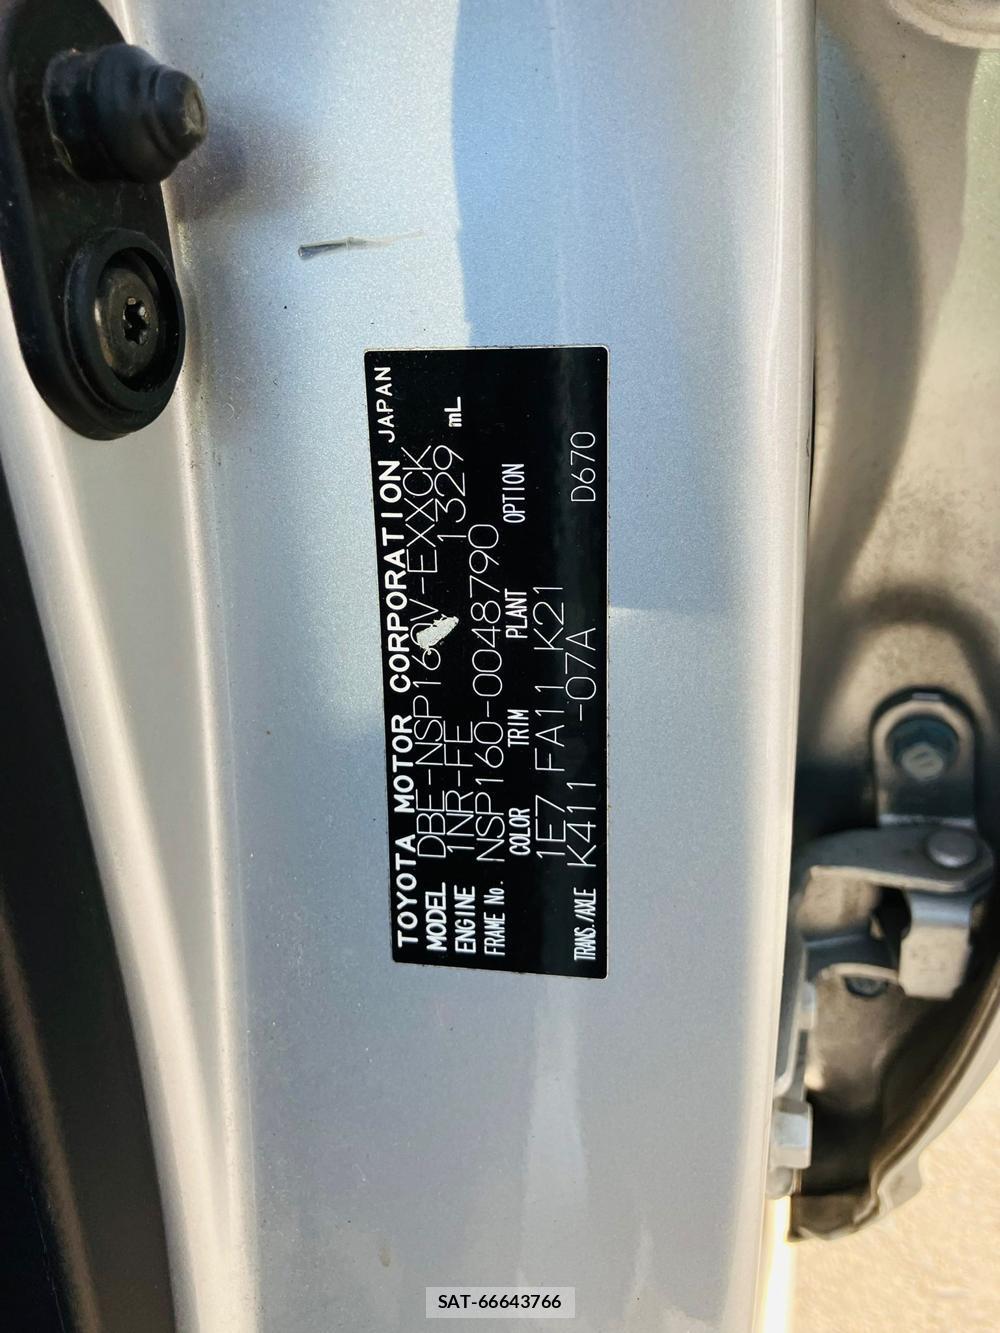 TOYOTA MOTOR CORPORATION JAPAN
MODEL DBE-NSP160V-EXXCK
ENGINE 1NR-FE 1329 mL
FRAME No. NSP160-0048790
COLOR TRIM PLANT OPTION
1E7 FA11 K21
TRANS./AXLE K411 -07A D670
SAT-66643766